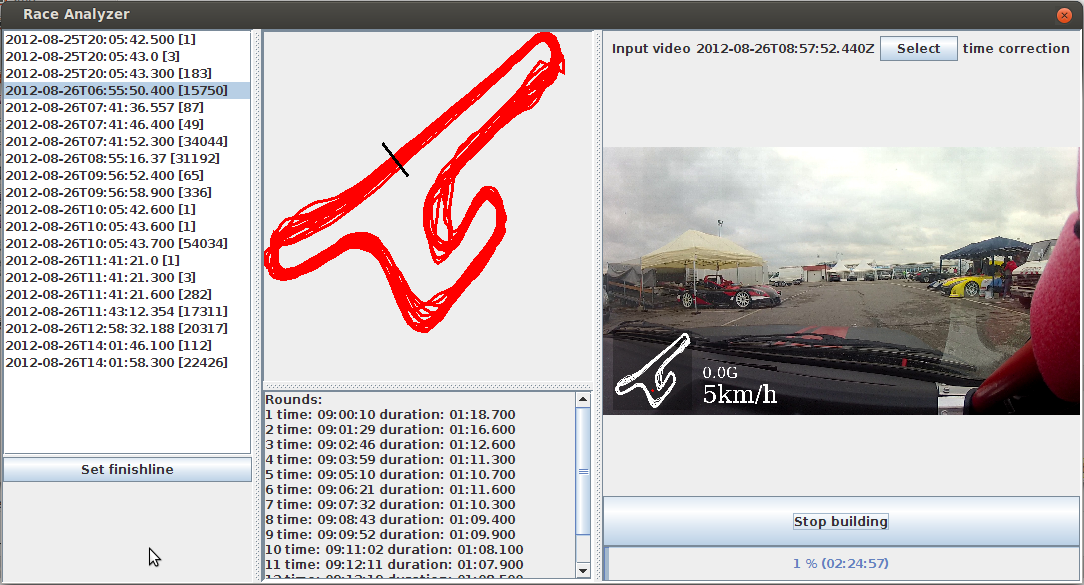 Race Analyzer
2012-08-25T20:05:42.500 [1]
2012-08-25T20:05:43.0 [3]
2012-08-25T20:05:43.300 [183]
2012-08-26T06:55:50.400 [15750]
2012-08-26T07:41:36.557 [87]
2012-08-26T07:41:46.400 [49]
2012-08-26T07:41:52.300 [34044]
2012-08-26T08:55:16.37 [31192]
2012-08-26T09:56:52.400 [65]
2012-08-26T09:56:58.900 [336]
2012-08-26T10:05:42.600 [1]
2012-08-26T10:05:43.600 [1]
2012-08-26T10:05:43.700 [54034]
2012-08-26T11:41:21.0 [1]
2012-08-26T11:41:21.300 [3]
2012-08-26T11:41:21.600 [282]
2012-08-26T11:43:12.354 [17311]
2012-08-26T12:58:32.188 [20317]
2012-08-26T14:01:46.100 [112]
2012-08-26T14:01:58.300 [22426]
Set finishline
Rounds:
1 time: 09:00:10 duration: 01:18.700
2 time: 09:01:29 duration: 01:16.600
3 time: 09:02:46 duration: 01:12.600
4 time: 09:03:59 duration: 01:11.300
5 time: 09:05:10 duration: 01:10.700
6 time: 09:06:21 duration: 01:11.600
7 time: 09:07:32 duration: 01:10.300
8 time: 09:08:43 duration: 01:09.400
9 time: 09:09:52 duration: 01:09.900
10 time: 09:11:02 duration: 01:08.100
11 time: 09:12:11 duration: 01:07.900
Input video 2012-08-26T08:57:52.440Z Select time correction
0.0G
5km/h
Stop building
1 % (02:24:57)